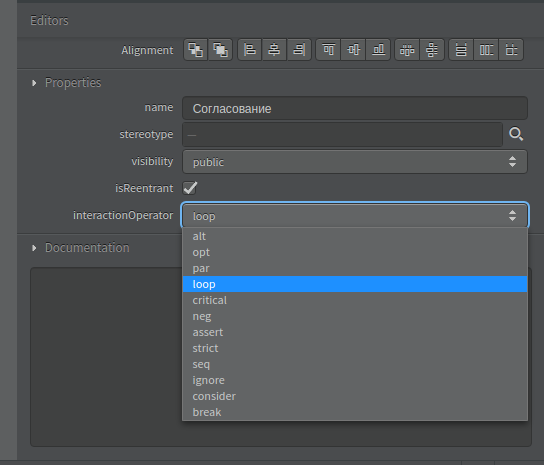 Editors
Alignment
Properties
name Согласование
stereotype —
visibility public
isReentrant
interactionOperator loop
alt
opt
par
loop
critical
neg
assert
strict
seq
ignore
consider
break
Documentation